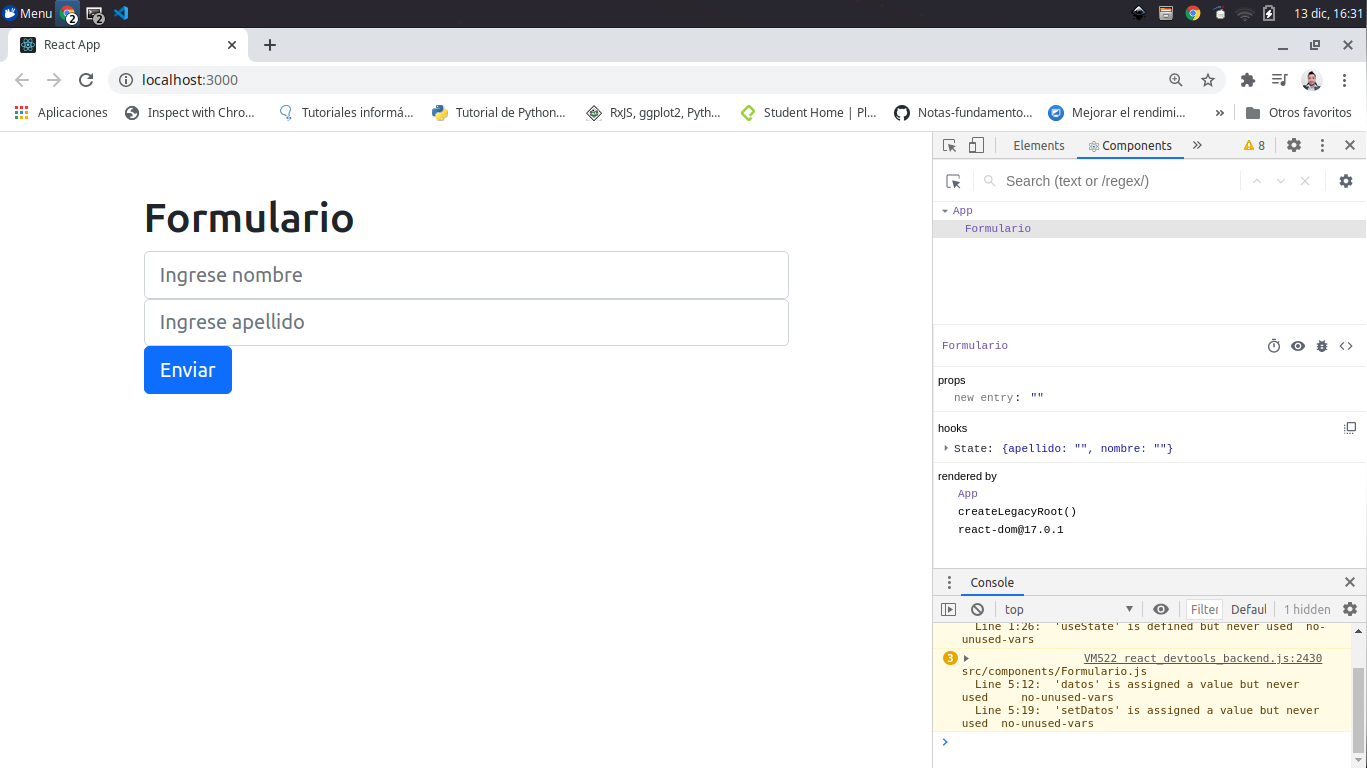 Menu 2 2 13 dic, 16:31
React App
localhost:3000
Aplicaciones Inspect with Chro... Tutoriales informá... Tutorial de Python... RxJS, ggplot2, Pyth... Student Home | Pl... Notas-fundamento... Mejorar el rendimi... » Otros favoritos
Elements Components » 8
Search (text or /regex/)
App
Formulario
Formulario
Ingrese nombre
Ingrese apellido
Enviar
Formulario
props
new entry: ""
hooks
State: {apellido: "", nombre: ""}
rendered by
App
createLegacyRoot()
react-dom@17.0.1
Console
top Filter Defaul 1 hidden
Line 1:26: 'useState' is defined but never used no-
unused-vars
3 VM522 react_devtools_backend.js:2430
src/components/Formulario.js
Line 5:12: 'datos' is assigned a value but never
used no-unused-vars
Line 5:19: 'setDatos' is assigned a value but never
used no-unused-vars